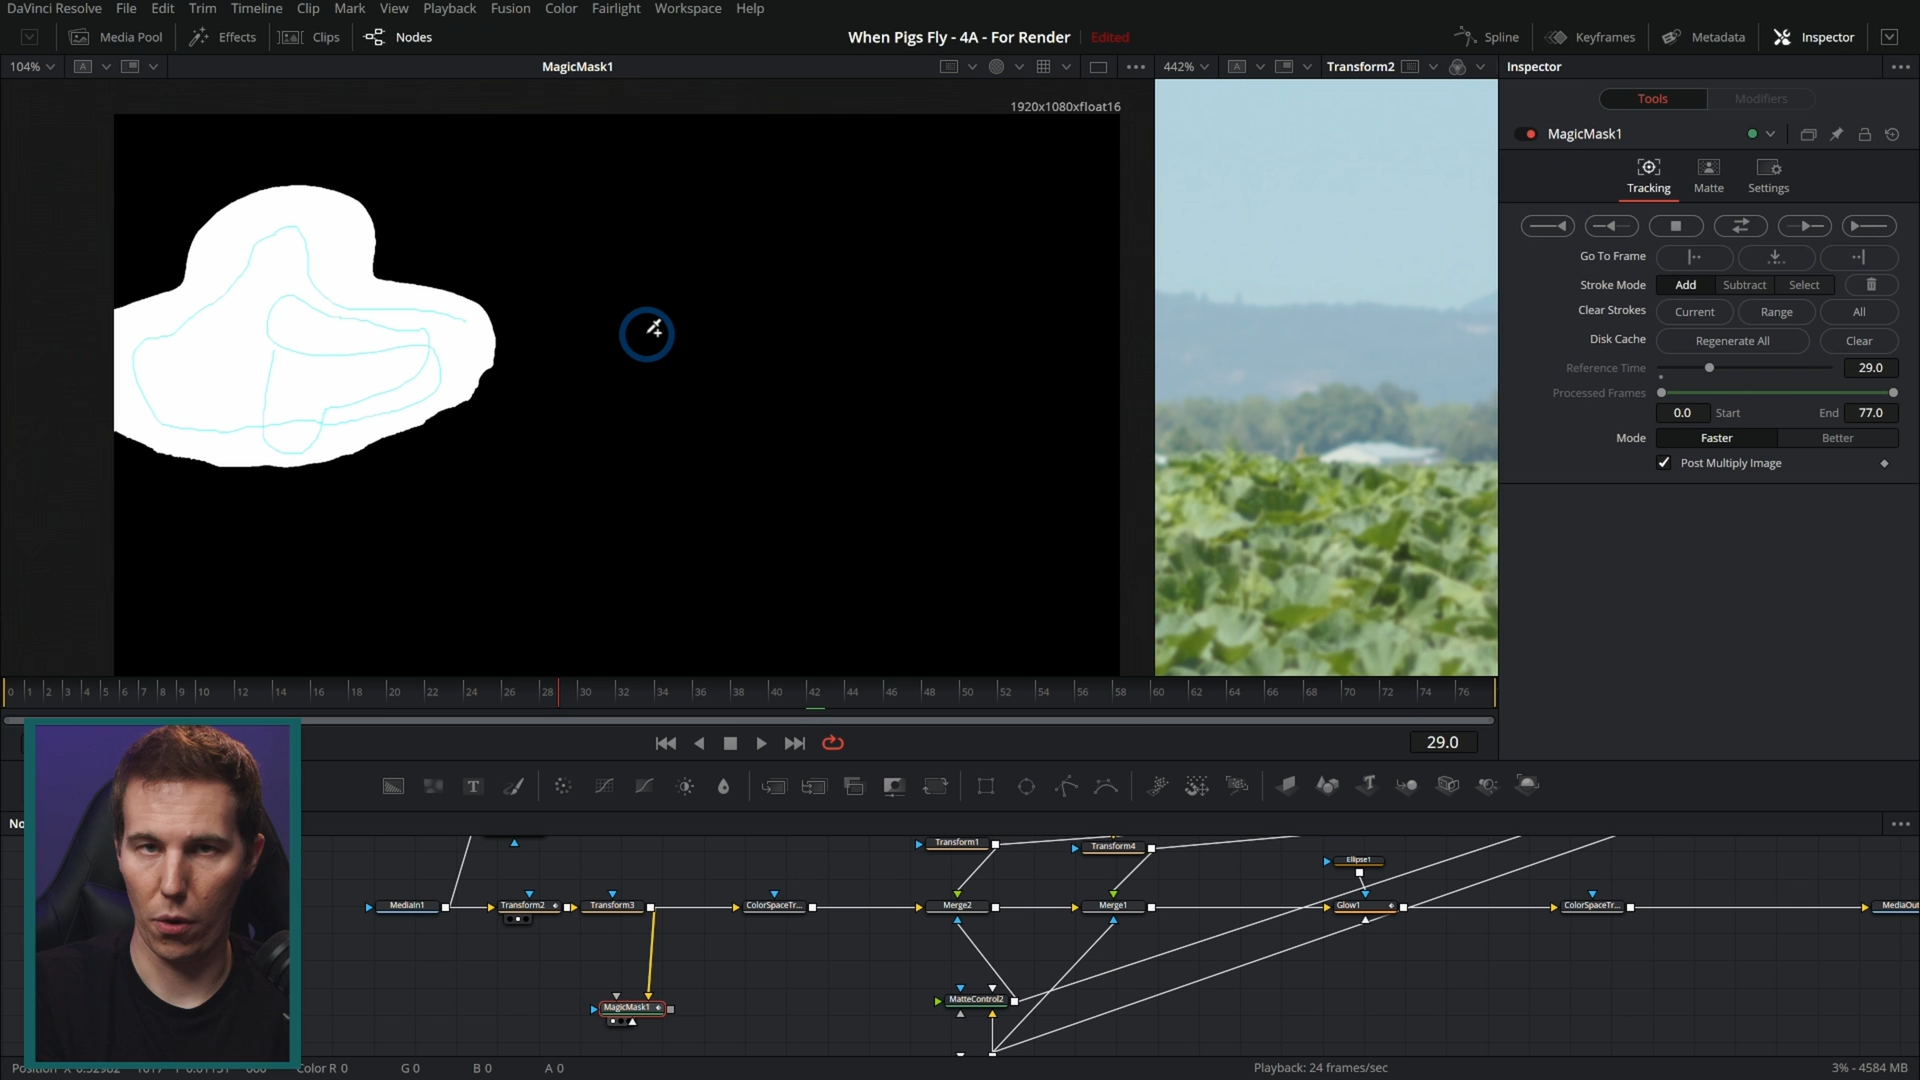 DaVinci Resolve File Edit Trim Timeline Clip Mark View Playback Fusion Color Fairlight Workspace Help
Media Pool Effects Clips Nodes When Pigs Fly - 4A - For Render Edited Spline Keyframes Metadata Inspector
104% A MagicMask1 442% A Transform2 Inspector
Tools Modifiers
1920x1080xfloat16
MagicMask1
Tracking Matte Settings
Go To Frame
Stroke Mode Add Subtract Select
Clear Strokes Current Range All
Disk Cache Regenerate All Clear
Reference Time 29.0
Processed Frames
0.0 Start End 77.0
Mode Faster Better
Post Multiply Image
0 1 2 3 4 5 6 7 8 9 10 12 14 16 18 20 22 24 26 28 30 32 34 36 38 40 42 44 46 48 50 52 54 56 58 60 62 64 66 68 70 72 74 76
29.0
T T
No
Transform1 Transform4
Ellipse1
MediaIn1 Transform2 Transform3 ColorSpaceTr... Merge2 Merge1 Glow1 ColorSpaceTr... MediaOu
MatteControl2
MagicMask1
Color R 0 G 0 B 0 A 0 Playback: 24 frames/sec 3% - 4584 MB